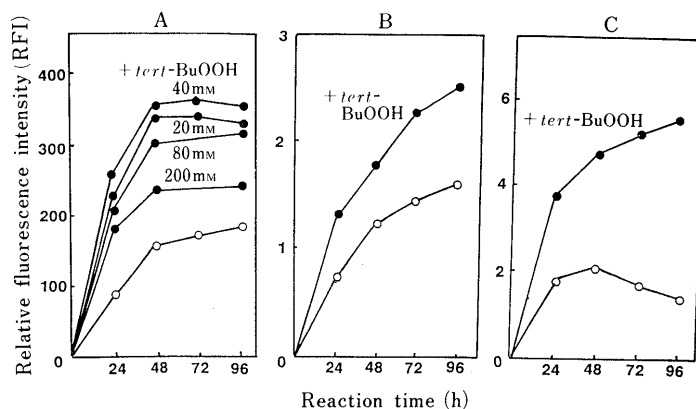 A
B
C
Relative fluorescence intensity (RFI)
400
300
200
100
0
+ tert-BuOOH
40 mM
20 mM
80 mM
200 mM
24
48
72
96
3
2
1
0
+ tert-
BuOOH
24
48
72
96
6
4
2
0
+ tert-BuOOH
24
48
72
96
Reaction time (h)